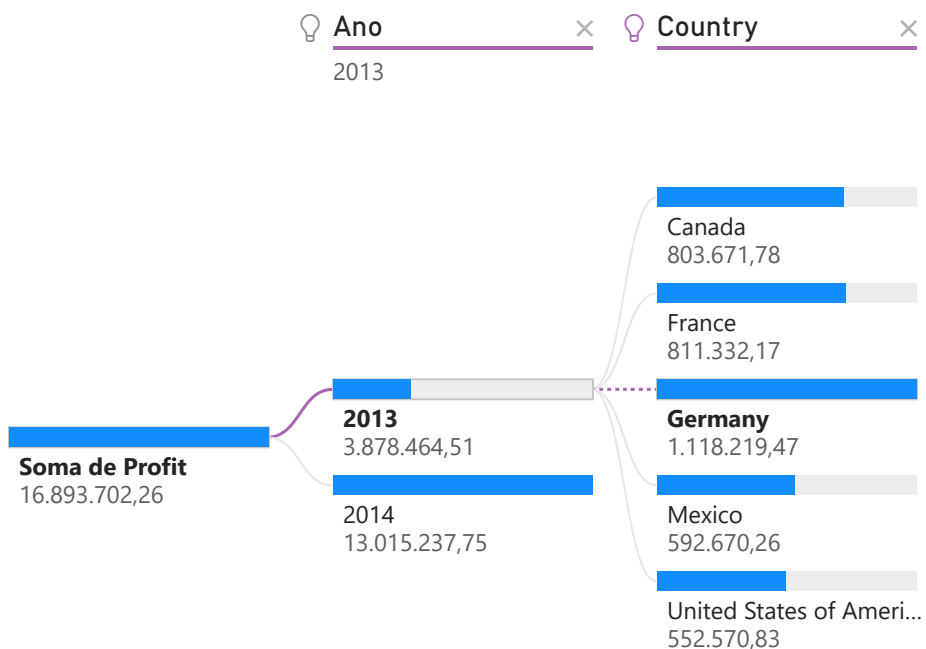 Ano
Country
2013
Canada
803.671,78
France
811.332,17
2013
3.878.464,51
Germany
1.118.219,47
Soma de Profit
16.893.702,26
2014
13.015.237,75
Mexico
592.670,26
United States of Ameri...
552.570,83